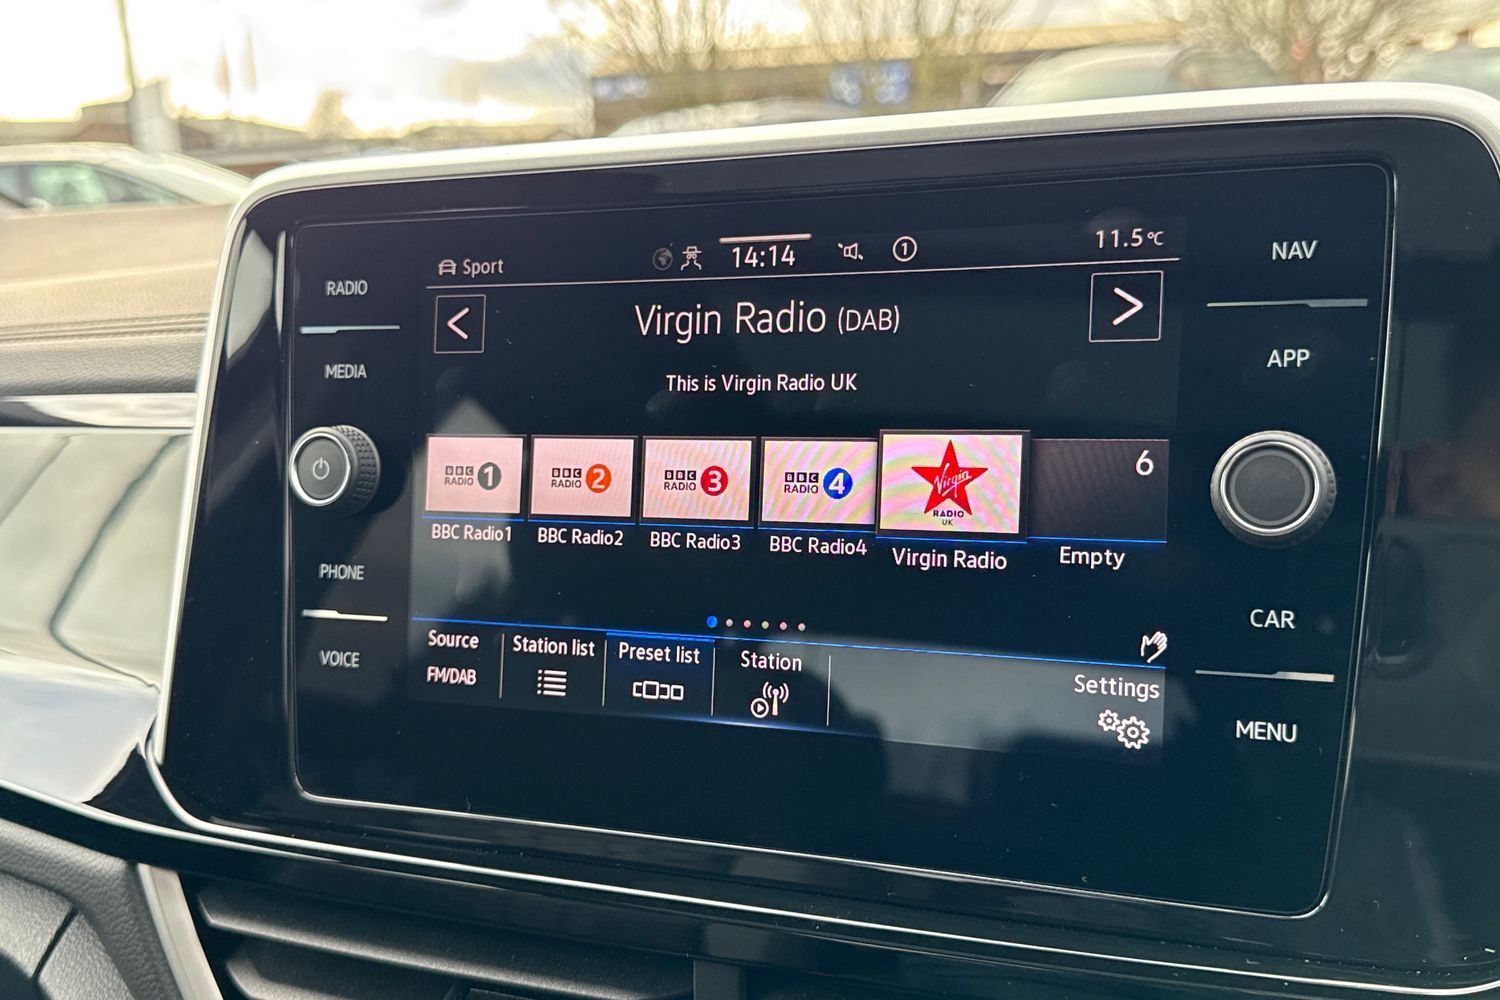 Sport
14:14
1
11.5°C
RADIO
MEDIA
PHONE
VOICE
NAV
APP
CAR
MENU
<
Virgin Radio (DAB)
>
This is Virgin Radio UK
BBC
RADIO 1
BBC
RADIO 2
BBC
RADIO 3
BBC
RADIO 4
Virgin
RADIO
UK
6
BBC Radio1
BBC Radio2
BBC Radio3
BBC Radio4
Virgin Radio
Empty
Source
FM/DAB
Station list
Preset list
Station
Settings